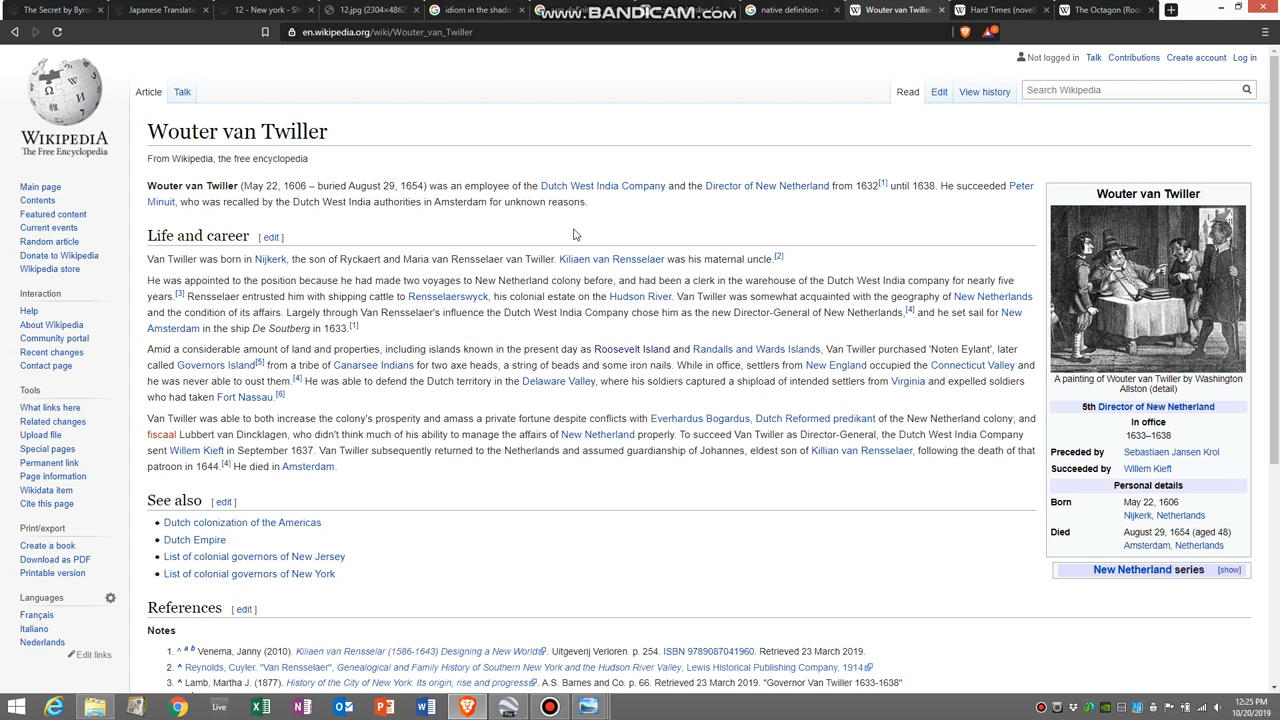 The Secret by Byro
Japanese Translati
12 - New york - Sh
12.jpg (2304×4862
idiom in the shado
native definition -
Wouter van Twiller
Hard Times (novel)
The Octagon (Roo
www.BANDICAM.com
en.wikipedia.org/wiki/Wouter_van_Twiller
Not logged in Talk Contributions Create account Log in
Article Talk Read Edit View history Search Wikipedia
WIKIPEDIA
The Free Encyclopedia
Main page
Contents
Featured content
Current events
Random article
Donate to Wikipedia
Wikipedia store
Interaction
Help
About Wikipedia
Community portal
Recent changes
Contact page
Tools
What links here
Related changes
Upload file
Special pages
Permanent link
Page information
Wikidata item
Cite this page
Print/export
Create a book
Download as PDF
Printable version
Languages
Français
Italiano
Nederlands
Edit links
Wouter van Twiller
From Wikipedia, the free encyclopedia
Wouter van Twiller (May 22, 1606 – buried August 29, 1654) was an employee of the Dutch West India Company and the Director of New Netherland from 1632[1] until 1638. He succeeded Peter
Minuit, who was recalled by the Dutch West India authorities in Amsterdam for unknown reasons.
Life and career [ edit ]
Van Twiller was born in Nijkerk, the son of Ryckaert and Maria van Rensselaer van Twiller. Kiliaen van Rensselaer was his maternal uncle.[2]
He was appointed to the position because he had made two voyages to New Netherland colony before, and had been a clerk in the warehouse of the Dutch West India company for nearly five
years.[3] Rensselaer entrusted him with shipping cattle to Rensselaerswyck, his colonial estate on the Hudson River. Van Twiller was somewhat acquainted with the geography of New Netherlands
and the condition of its affairs. Largely through Van Rensselaer's influence the Dutch West India Company chose him as the new Director-General of New Netherlands,[4] and he set sail for New
Amsterdam in the ship De Soutberg in 1633.[1]
Amid a considerable amount of land and properties, including islands known in the present day as Roosevelt Island and Randalls and Wards Islands, Van Twiller purchased 'Noten Eylant', later
called Governors Island[5] from a tribe of Canarsee Indians for two axe heads, a string of beads and some iron nails. While in office, settlers from New England occupied the Connecticut Valley and
he was never able to oust them.[4] He was able to defend the Dutch territory in the Delaware Valley, where his soldiers captured a shipload of intended settlers from Virginia and expelled soldiers
who had taken Fort Nassau.[6]
Van Twiller was able to both increase the colony's prosperity and amass a private fortune despite conflicts with Everhardus Bogardus, Dutch Reformed predikant of the New Netherland colony; and
fiscaal Lubbert van Dincklagen, who didn't think much of his ability to manage the affairs of New Netherland properly. To succeed Van Twiller as Director-General, the Dutch West India Company
sent Willem Kieft in September 1637. Van Twiller subsequently returned to the Netherlands and assumed guardianship of Johannes, eldest son of Killian van Rensselaer, following the death of that
patroon in 1644.[4] He died in Amsterdam.
See also [ edit ]
Dutch colonization of the Americas
Dutch Empire
List of colonial governors of New Jersey
List of colonial governors of New York
References [ edit ]
Notes
1. ^ a b Venema, Janny (2010). Kiliaen van Rensselar (1586-1643) Designing a New World. Uitgeverij Verloren. p. 254. ISBN 9789087041960. Retrieved 23 March 2019.
2. ^ Reynolds, Cuyler. "Van Rensselaer", Genealogical and Family History of Southern New York and the Hudson River Valley, Lewis Historical Publishing Company, 1914
3. ^ Lamb, Martha J. (1877). History of the City of New York. Its origin, rise and progress. A.S. Barnes and Co. p. 66. Retrieved 23 March 2019. "Governor Van Twiller 1633-1638"
Wouter van Twiller
A painting of Wouter van Twiller by Washington
Allston (detail)
5th Director of New Netherland
In office
1633–1638
Preceded by Sebastiaen Jansen Krol
Succeeded by Willem Kieft
Personal details
Born May 22, 1606
Nijkerk, Netherlands
Died August 29, 1654 (aged 48)
Amsterdam, Netherlands
New Netherland series [show]
Live
12:25 PM
10/20/2019